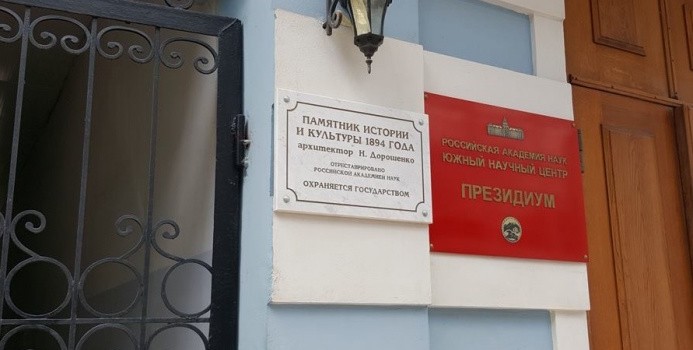 ПАМЯТНИК ИСТОРИИ
И КУЛЬТУРЫ 1894 ГОДА
архитектор Н. Дорошенко
ОТРЕСТАВРИРОВАНО
РОССИЙСКОЙ АКАДЕМИЕЙ НАУК
ОХРАНЯЕТСЯ ГОСУДАРСТВОМ
РОССИЙСКАЯ АКАДЕМИЯ НАУК
ЮЖНЫЙ НАУЧНЫЙ ЦЕНТР
ПРЕЗИДИУМ